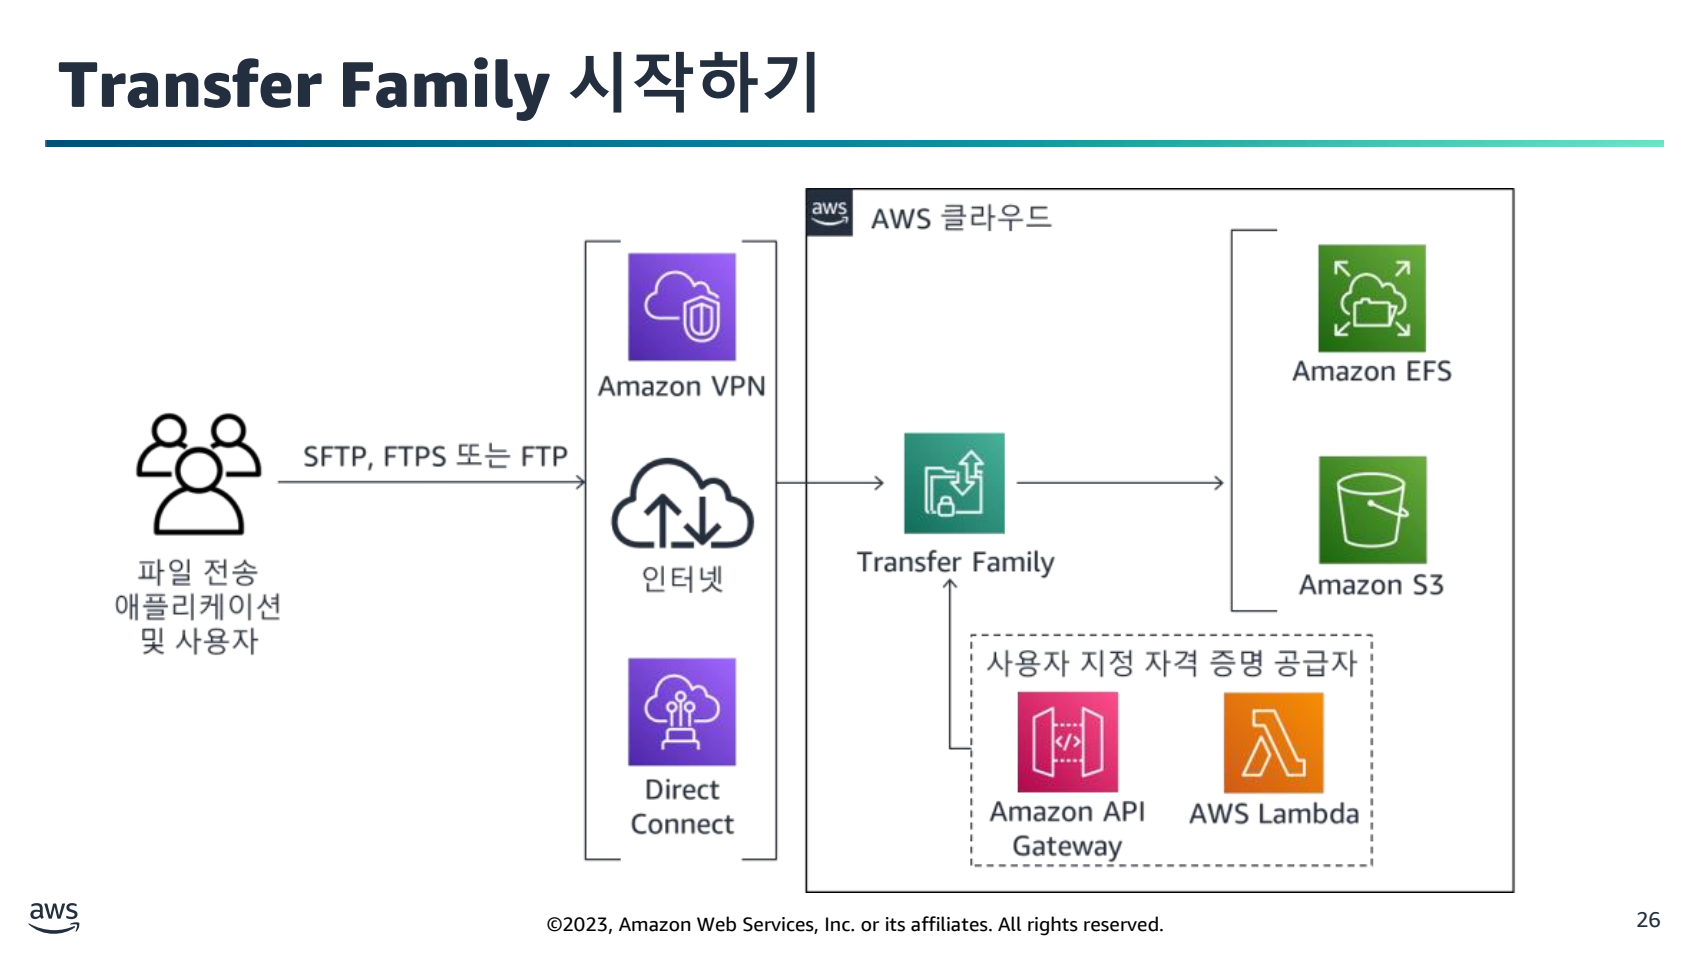 Transfer Family 시작하기
aws
AWS 클라우드
Amazon VPN
Amazon EFS
SFTP, FTPS 또는 FTP
파일 전송
애플리케이션
및 사용자
인터넷
Transfer Family
Amazon S3
Direct
Connect
사용자 지정 자격 증명 공급자
</>
Amazon API
Gateway
AWS Lambda
aws
©2023, Amazon Web Services, Inc. or its affiliates. All rights reserved.
26